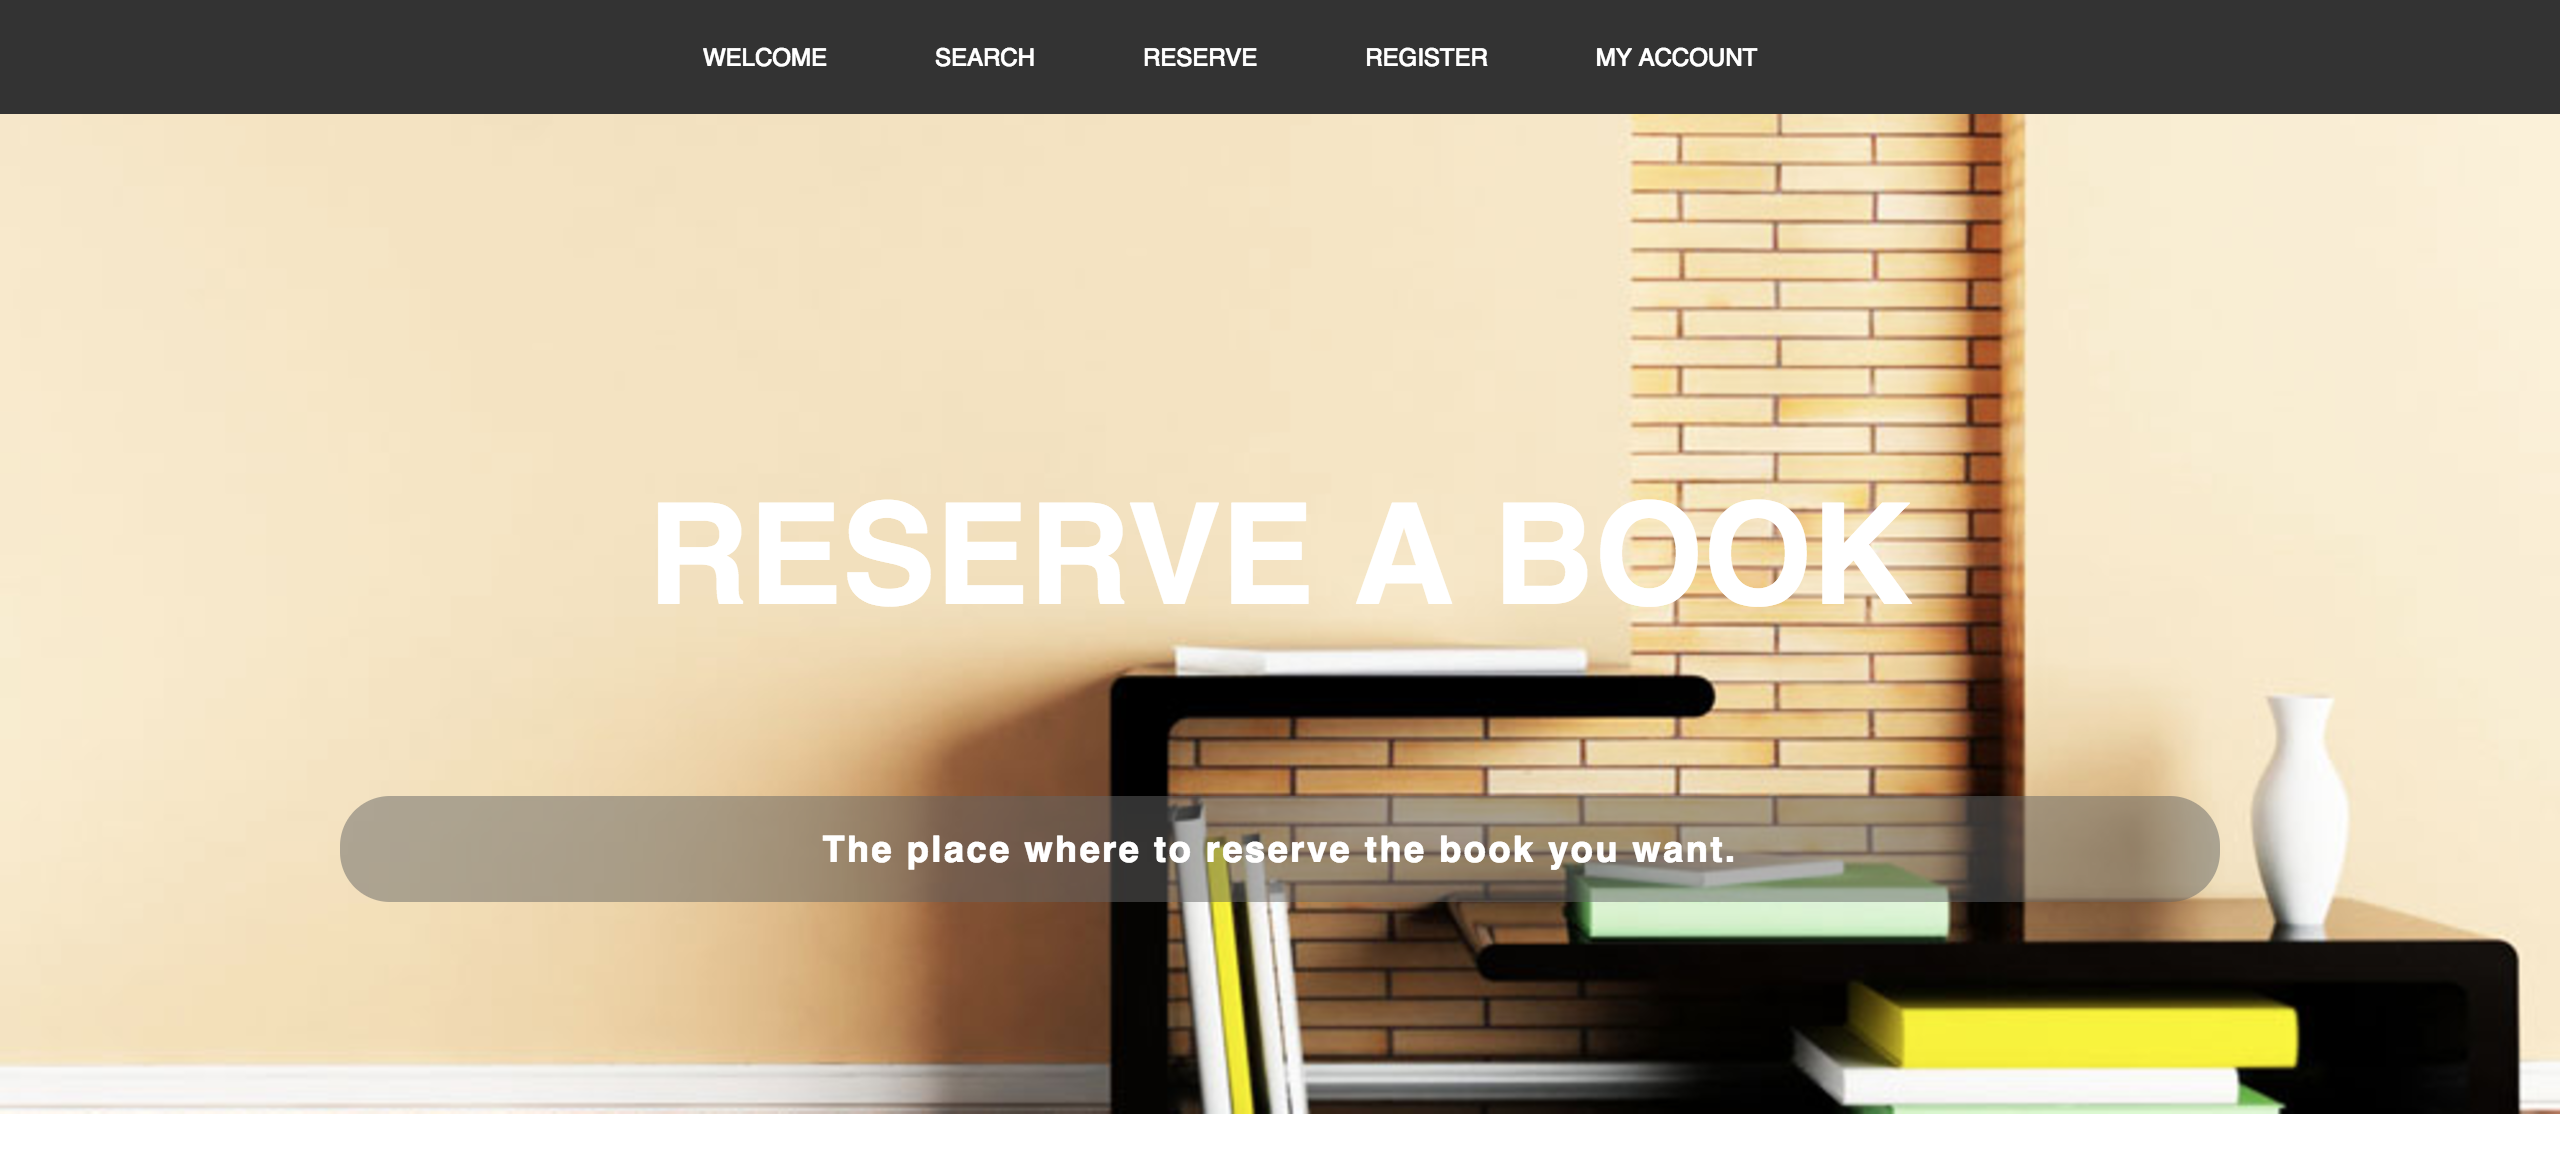 WELCOME SEARCH RESERVE REGISTER MY ACCOUNT
RESERVE A BOOK
The place where to reserve the book you want.